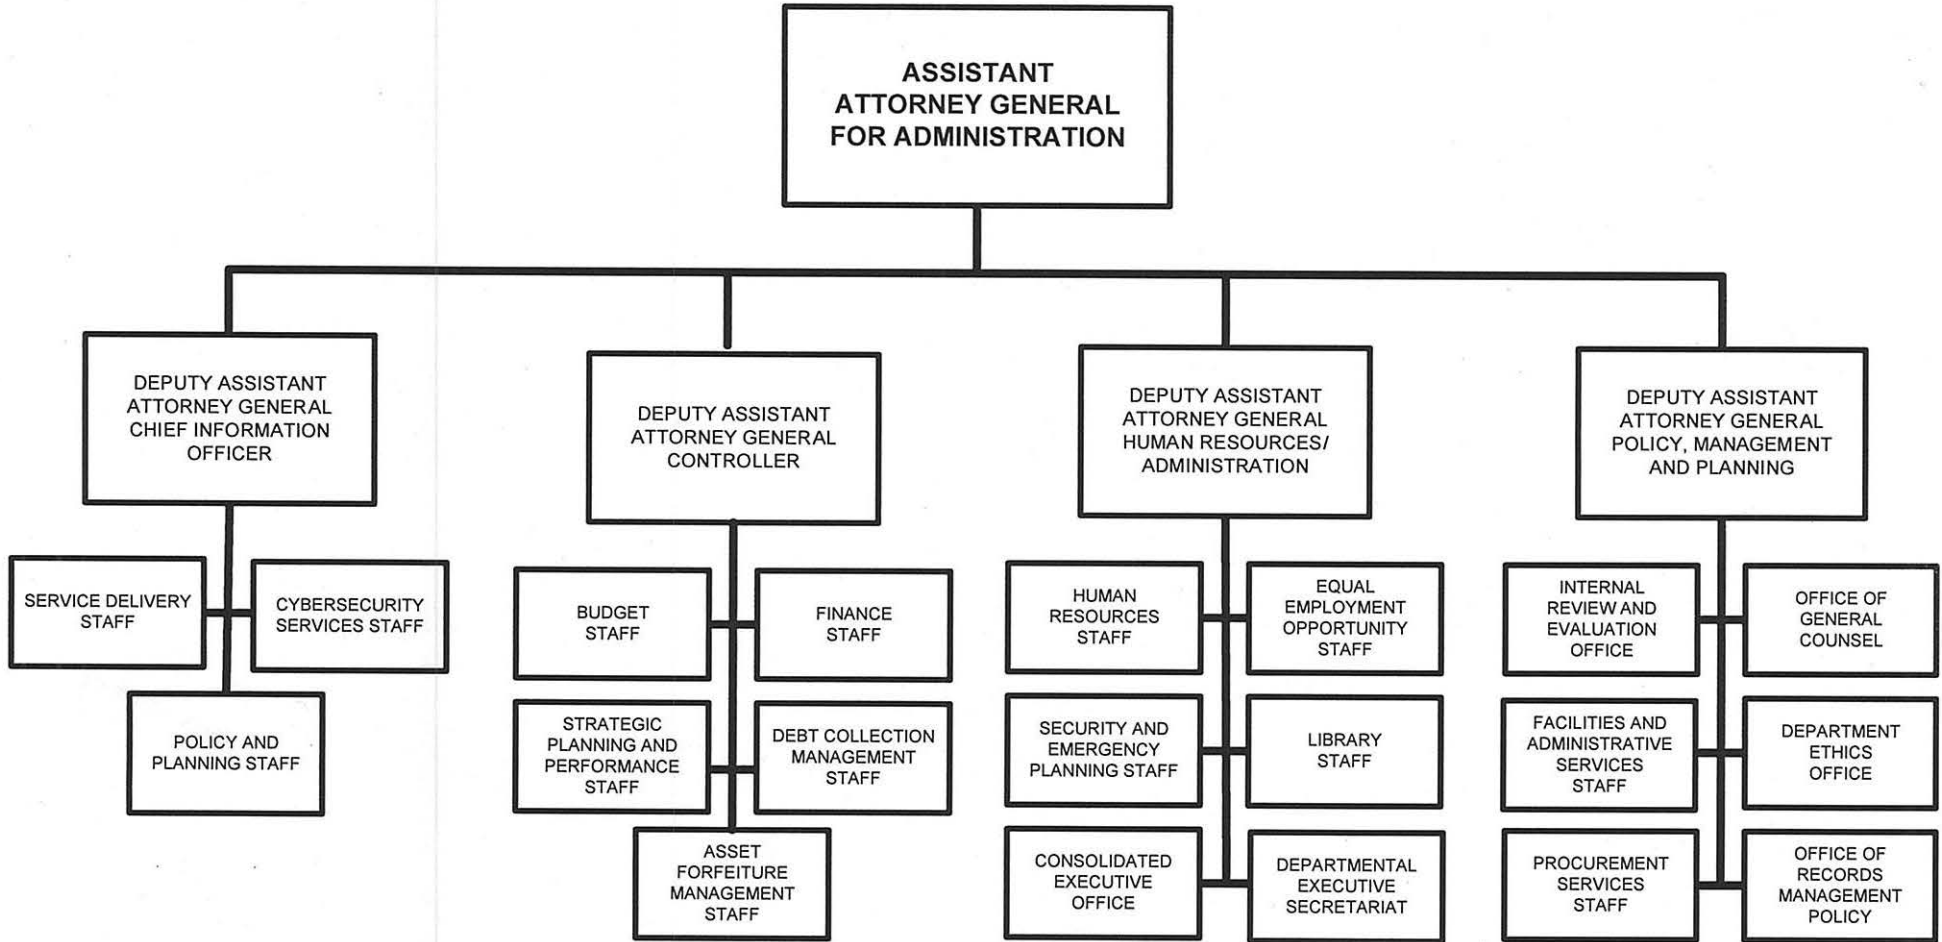 ASSISTANT
ATTORNEY GENERAL
FOR ADMINISTRATION
DEPUTY ASSISTANT
ATTORNEY GENERAL
CHIEF INFORMATION
OFFICER
DEPUTY ASSISTANT
ATTORNEY GENERAL
CONTROLLER
DEPUTY ASSISTANT
ATTORNEY GENERAL
HUMAN RESOURCES/
ADMINISTRATION
DEPUTY ASSISTANT
ATTORNEY GENERAL
POLICY, MANAGEMENT
AND PLANNING
SERVICE DELIVERY
STAFF
CYBERSECURITY
SERVICES STAFF
POLICY AND
PLANNING STAFF
BUDGET
STAFF
FINANCE
STAFF
STRATEGIC
PLANNING AND
PERFORMANCE
STAFF
DEBT COLLECTION
MANAGEMENT
STAFF
ASSET
FORFEITURE
MANAGEMENT
STAFF
HUMAN
RESOURCES
STAFF
EQUAL
EMPLOYMENT
OPPORTUNITY
STAFF
SECURITY AND
EMERGENCY
PLANNING STAFF
LIBRARY
STAFF
CONSOLIDATED
EXECUTIVE
OFFICE
DEPARTMENTAL
EXECUTIVE
SECRETARIAT
INTERNAL
REVIEW AND
EVALUATION
OFFICE
OFFICE OF
GENERAL
COUNSEL
FACILITIES AND
ADMINISTRATIVE
SERVICES
STAFF
DEPARTMENT
ETHICS
OFFICE
PROCUREMENT
SERVICES
STAFF
OFFICE OF
RECORDS
MANAGEMENT
POLICY